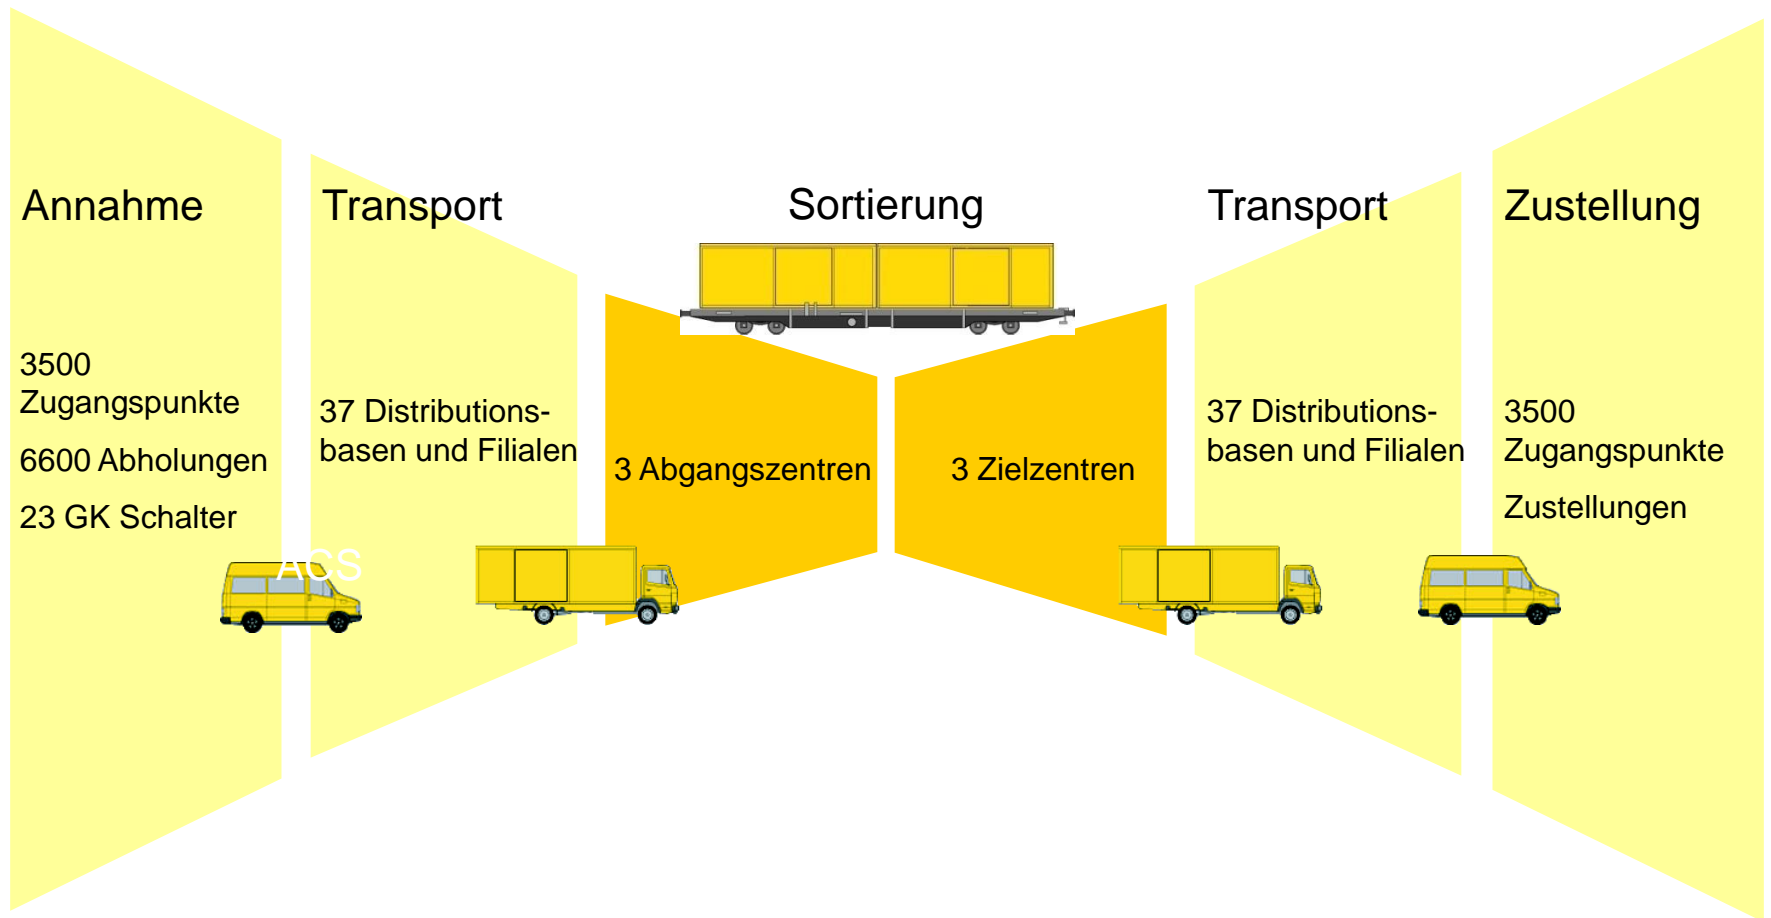 Annahme
Transport
Sortierung
Transport
Zustellung
3500
Zugangspunkte
6600 Abholungen
23 GK Schalter
ACS
37 Distributions-
basen und Filialen
3 Abgangszentren
3 Zielzentren
37 Distributions-
basen und Filialen
3500
Zugangspunkte
Zustellungen